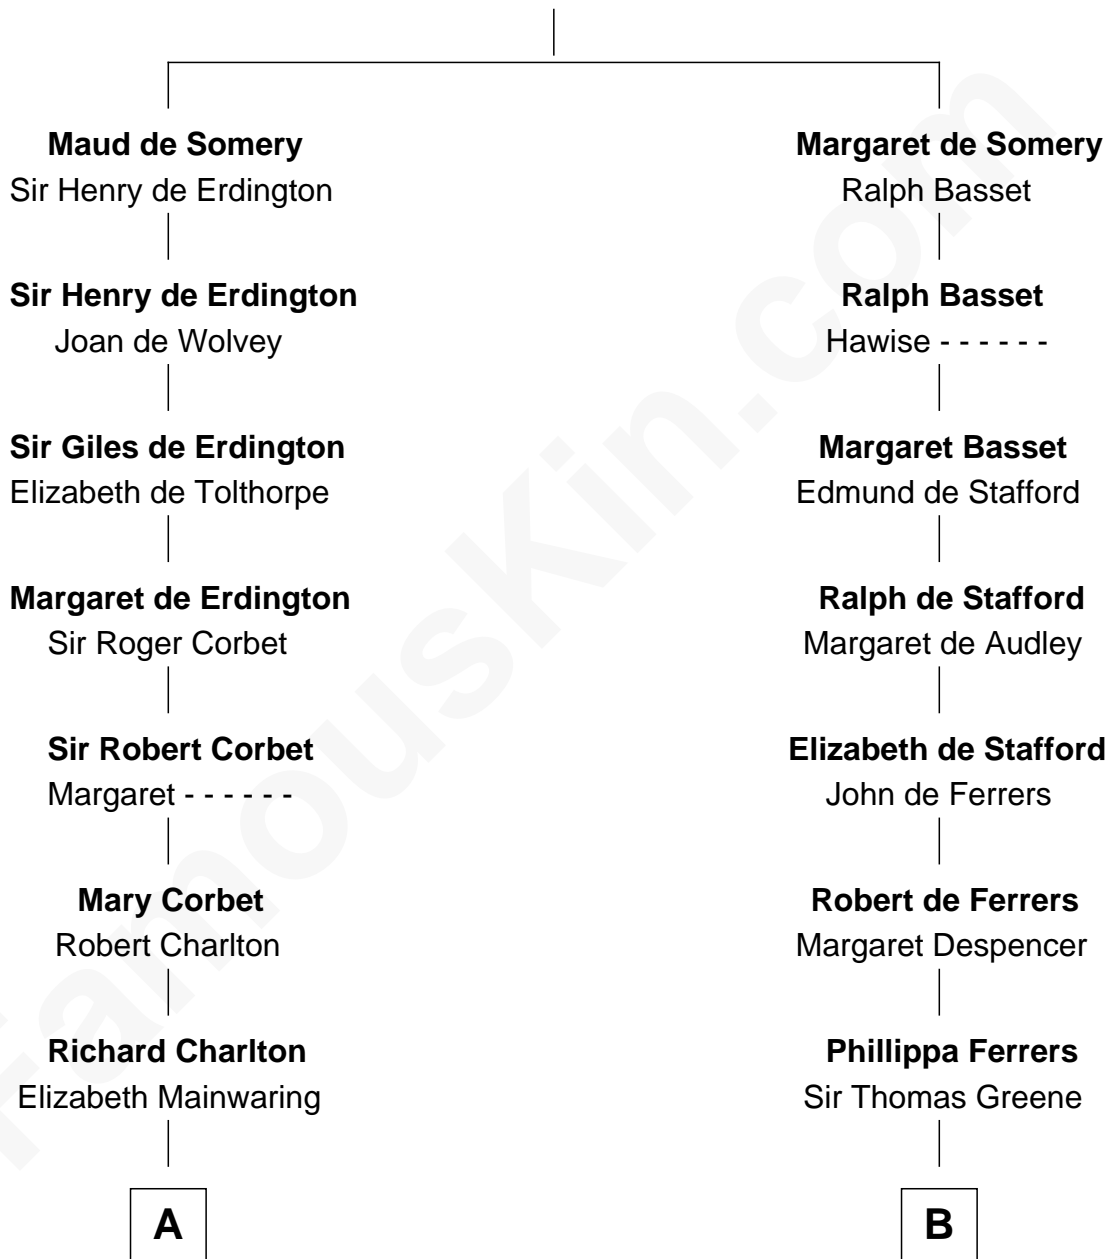 Maud de Somery
Sir Henry de Erdington
Sir Henry de Erdington
Joan de Wolvey
Sir Giles de Erdington
Elizabeth de Tolthorpe
Margaret de Erdington
Sir Roger Corbet
Sir Robert Corbet
Margaret - - - - - -
Mary Corbet
Robert Charlton
Richard Charlton
Elizabeth Mainwaring
A
Margaret de Somery
Ralph Basset
Ralph Basset
Hawise - - - - - -
Margaret Basset
Edmund de Stafford
Ralph de Stafford
Margaret de Audley
Elizabeth de Stafford
John de Ferrers
Robert de Ferrers
Margaret Despencer
Phillippa Ferrers
Sir Thomas Greene
B
FamousKin.com